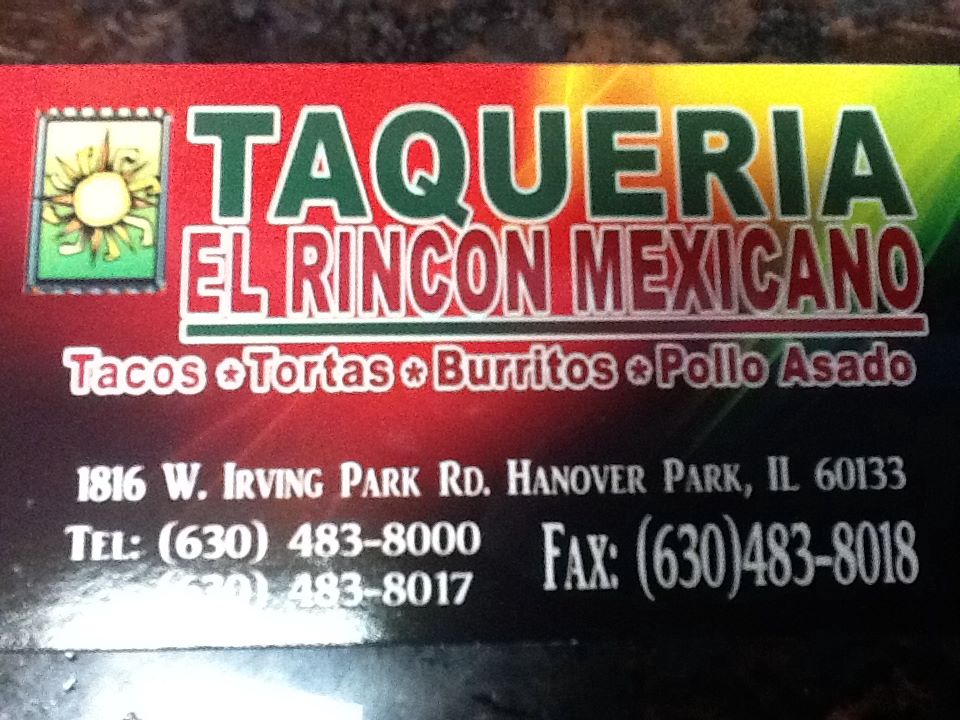 TAQUERIA
EL RINCON MEXICANO
Tacos * Tortas * Burritos * Pollo Asado
1816 W. IRVING PARK RD. HANOVER PARK, IL 60133
TEL: (630) 483-8000 FAX: (630)483-8018
(630) 483-8017